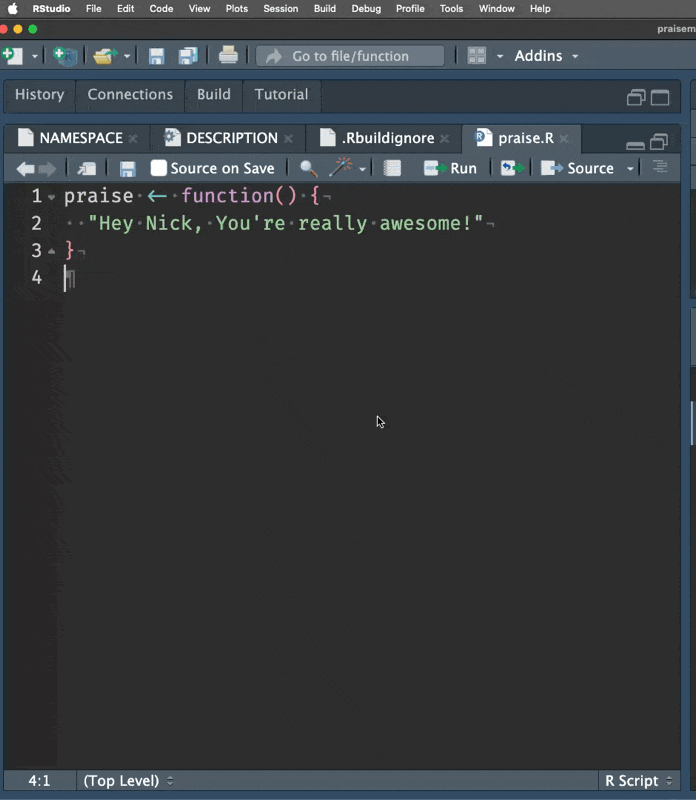 RStudio File Edit Code View Plots Session Build Debug Profile Tools Window Help
praisem
Go to file/function Addins
History Connections Build Tutorial
NAMESPACE DESCRIPTION .Rbuildignore praise.R
Source on Save Run Source
1 praise <- function() {
2 "Hey Nick, You're really awesome!"
3 }
4
4:1 (Top Level) R Script